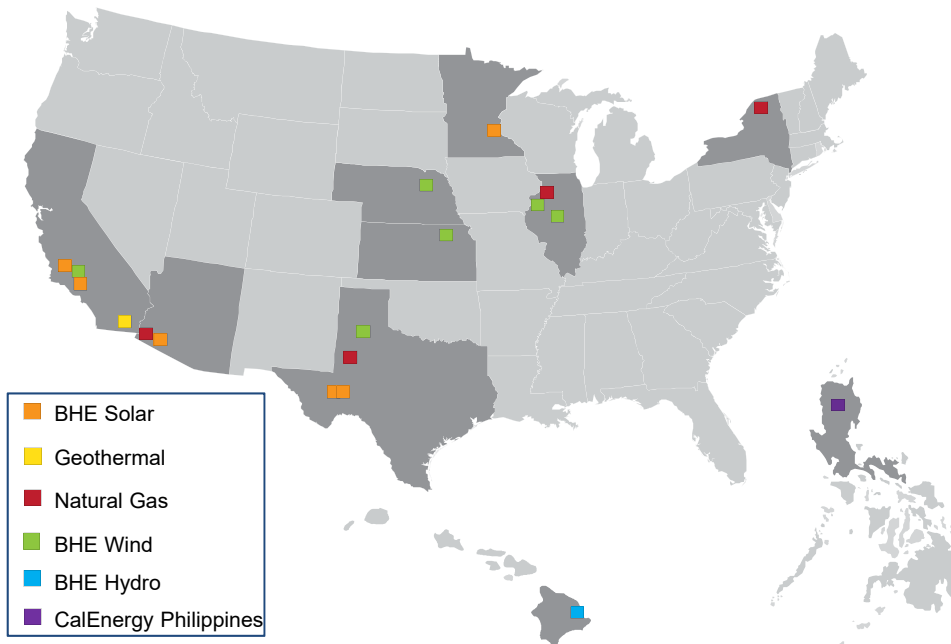 BHE Solar
Geothermal
Natural Gas
BHE Wind
BHE Hydro
CalEnergy Philippines